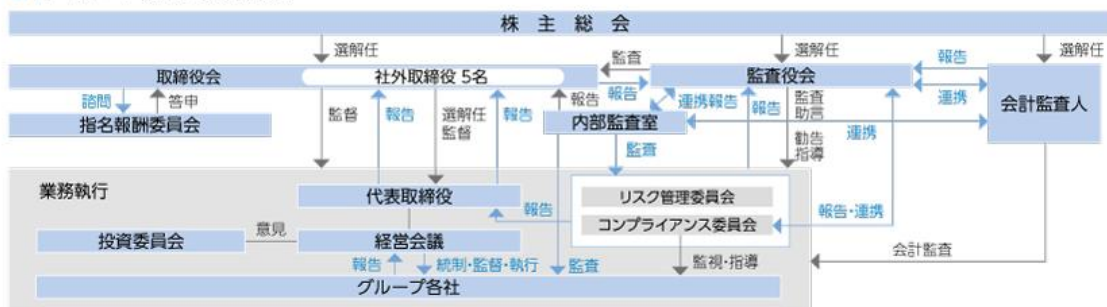 株主総会
選解任
監査
選解任
報告
選解任
取締役会
社外取締役 5名
監査役会
会計監査人
諮問
答申
報告
連携報告
報告
監査
助言
連携
指名報酬委員会
監督
報告
選解任
監督
報告
報告
内部監査室
連携
監査
勧告
指導
業務執行
代表取締役
リスク管理委員会
報告
コンプライアンス委員会
報告・連携
投資委員会
意見
経営会議
会計監査
報告
統制・監督・執行
監査
監視・指導
グループ各社